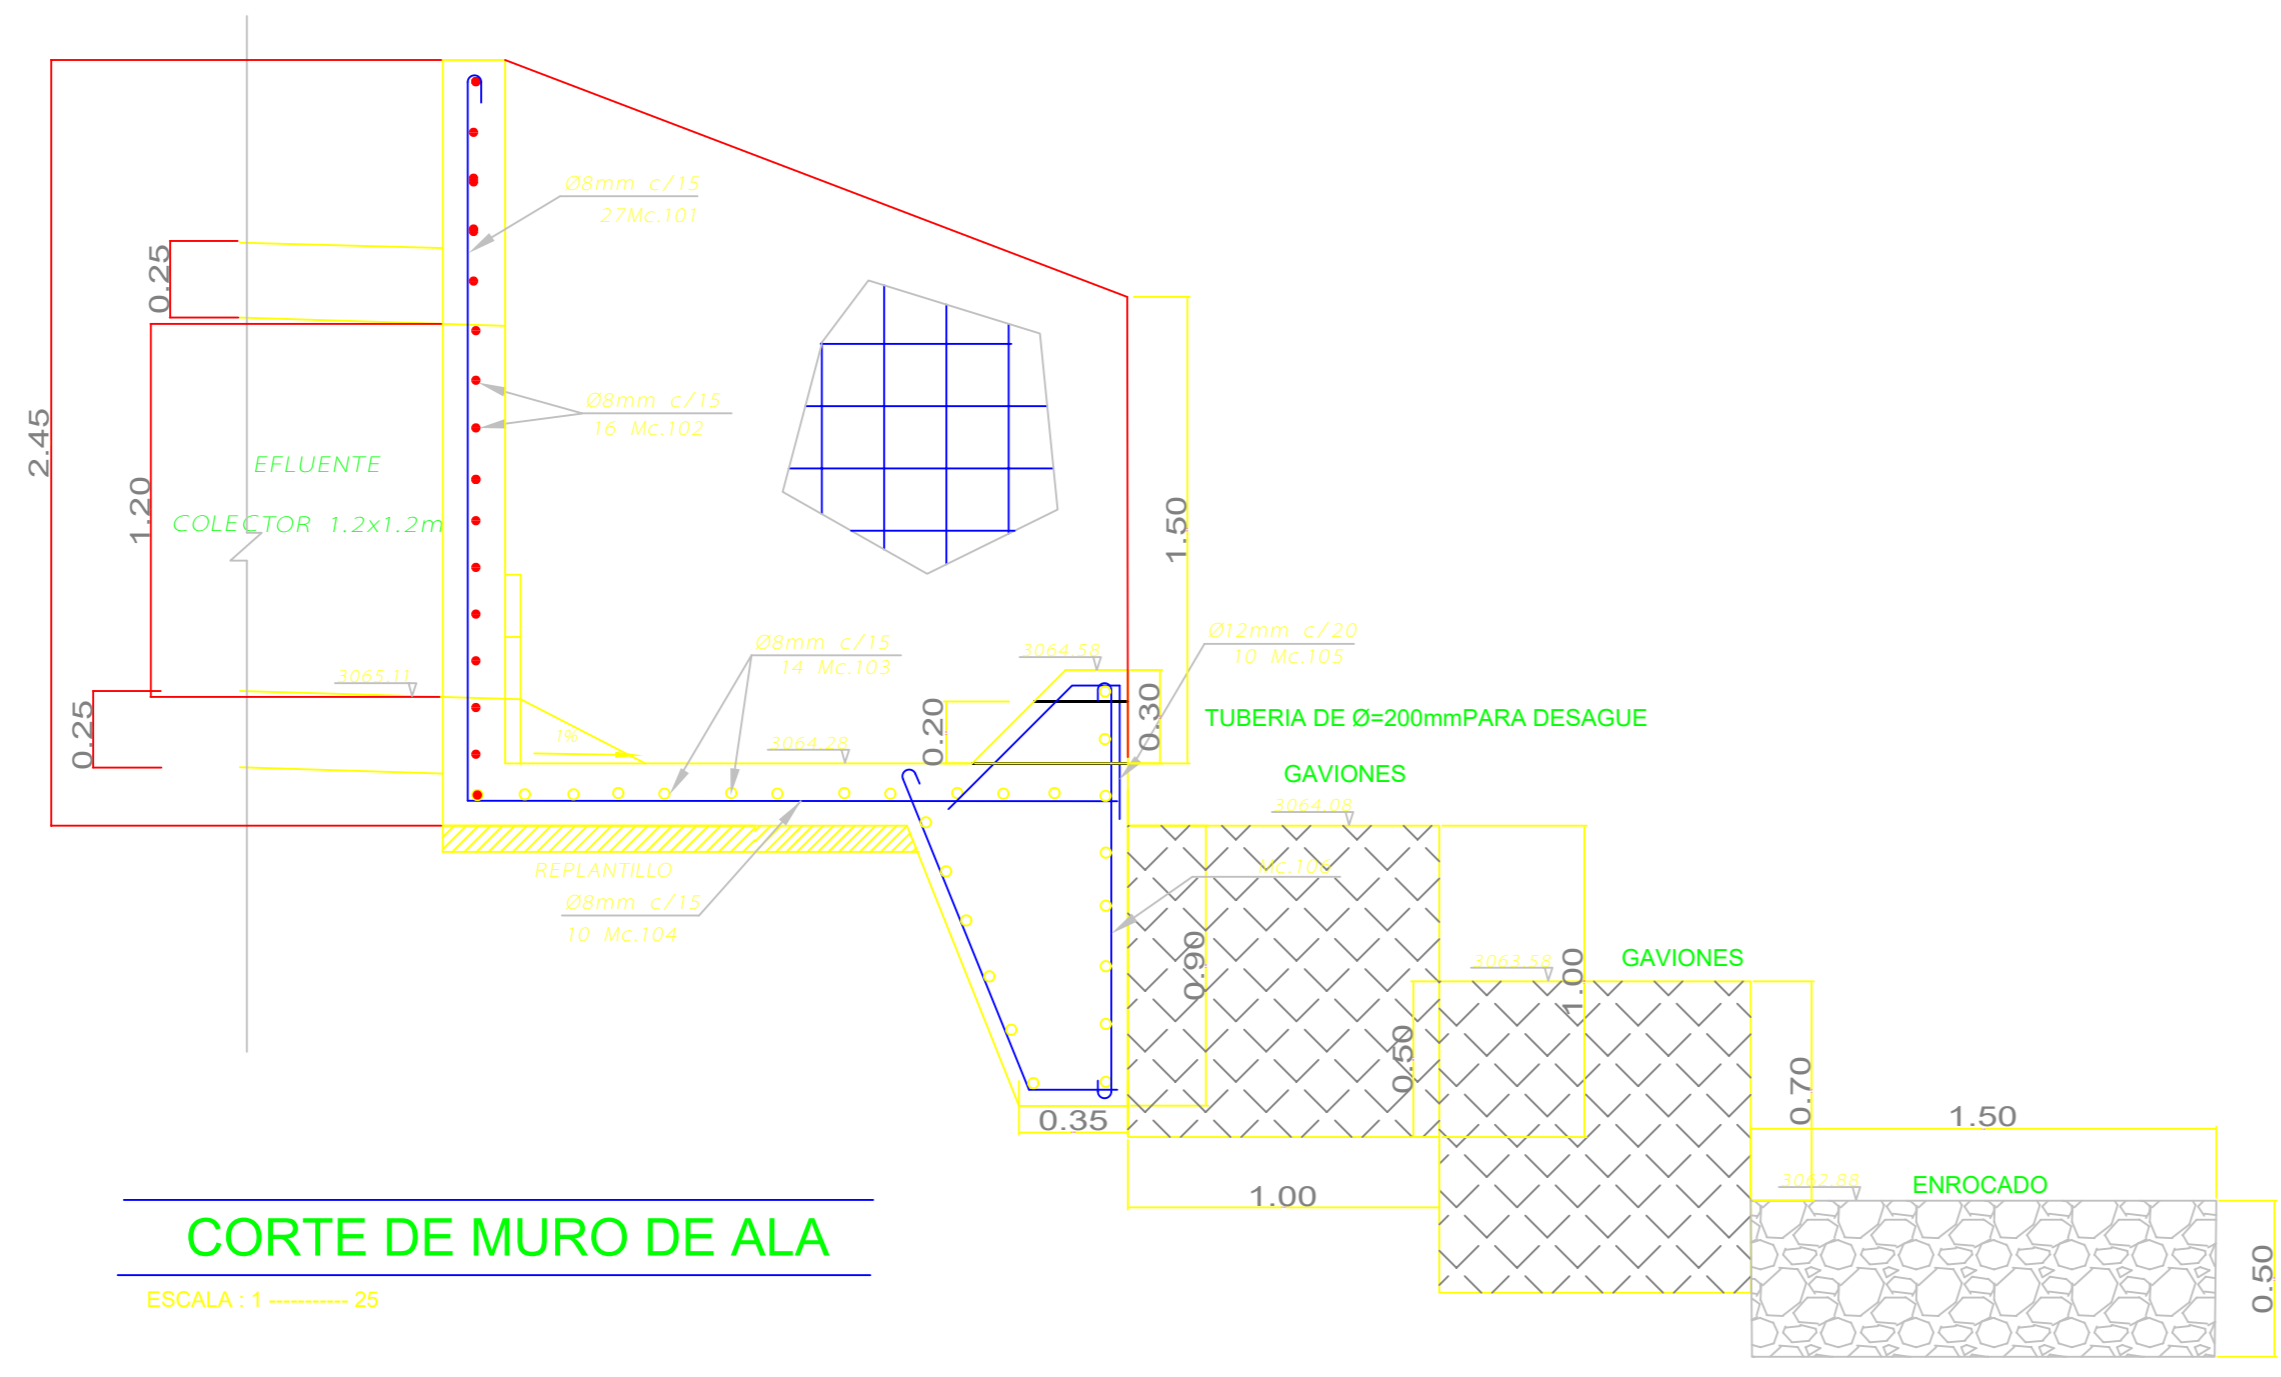 Ø8mm c/15
27Mc.101
0.25
2.45
1.20
Ø8mm c/15
16 Mc.102
EFLUENTE
COLECTOR 1.2x1.2m
1.50
Ø8mm c/15
14 Mc.103
3064.58
Ø12mm c/20
10 Mc.105
3065.11
0.25
1%
3064.28
0.20
0.30
TUBERIA DE Ø=200mmPARA DESAGUE
GAVIONES
3064.08
REPLANTILLO
Ø8mm c/15
10 Mc.104
Mc.106
0.90
3063.58
1.00
GAVIONES
0.50
0.70
0.35
1.00
1.50
3062.88
ENROCADO
0.50
CORTE DE MURO DE ALA
ESCALA : 1 ----------- 25